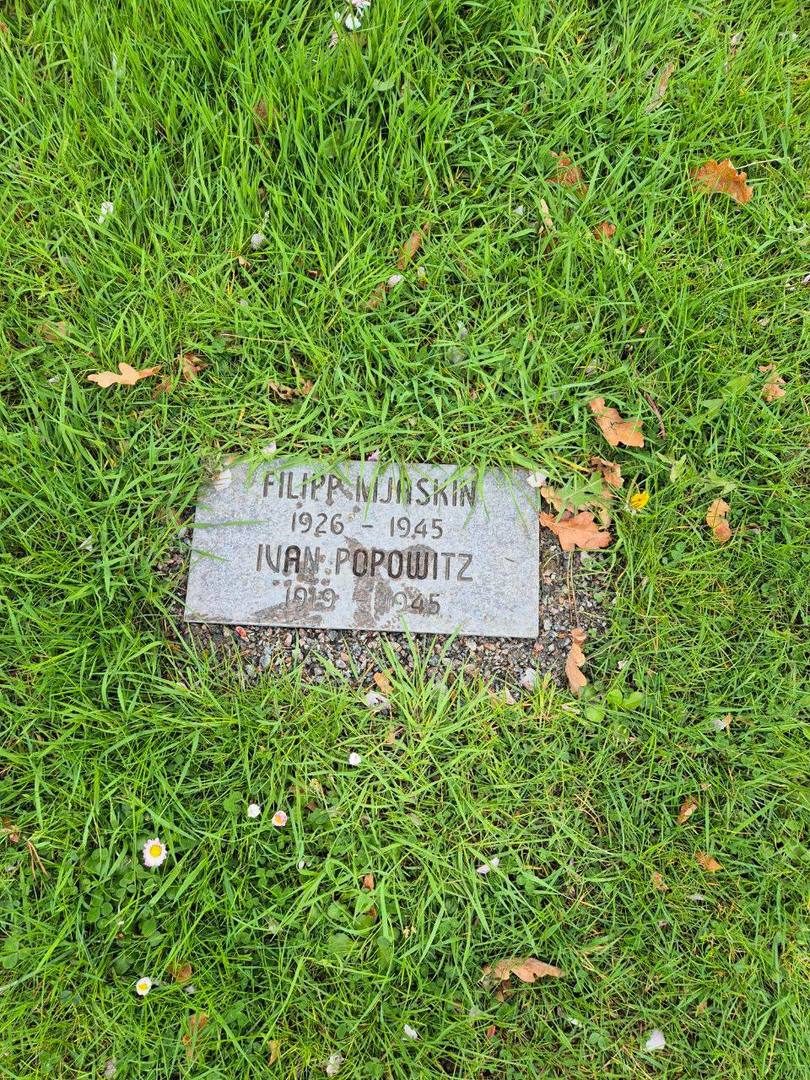 FILIPP MJASKIN
1926 - 1945
IVAN POPOWITZ
1919 1945